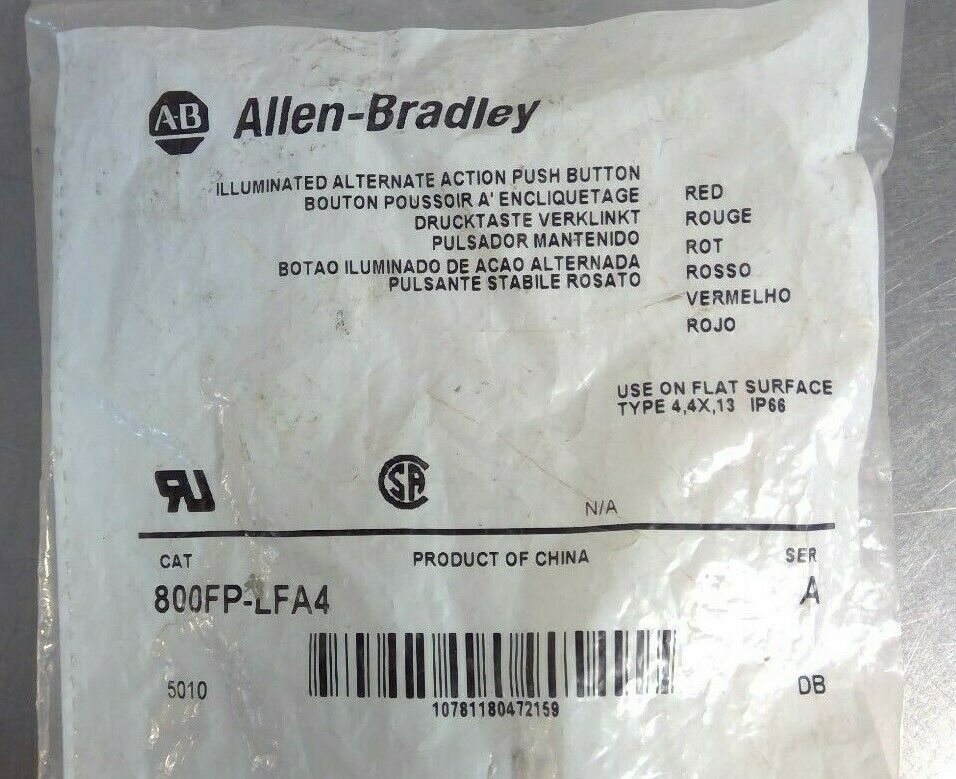 A-B Allen-Bradley
ILLUMINATED ALTERNATE ACTION PUSH BUTTON
BOUTON POUSSOIR A' ENCLIQUETAGE
DRUCKTASTE VERKLINKT
PULSADOR MANTENIDO
BOTAO ILUMINADO DE ACAO ALTERNADA
PULSANTE STABILE ROSATO
RED
ROUGE
ROT
ROSSO
VERMELHO
ROJO
USE ON FLAT SURFACE
TYPE 4,4X,13 IP66
RU
CSA
N/A
CAT PRODUCT OF CHINA SER
800FP-LFA4 A
5010 DB
10781180472159